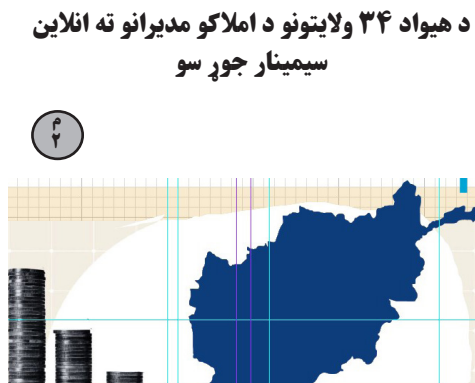 د هیواد ۳۴ ولایتونو د املاکو مدیرانو ته انلاین
سیمینار جوړ سو
م
۲